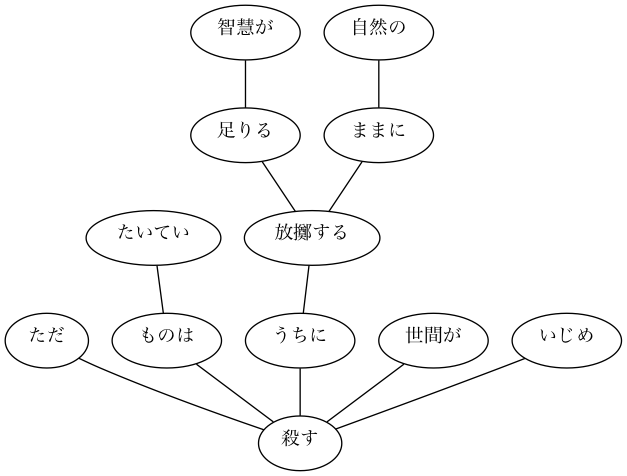 智慧が
自然の
足りる
ままに
たいてい
放擲する
ただ
ものは
うちに
世間が
いじめ
殺す